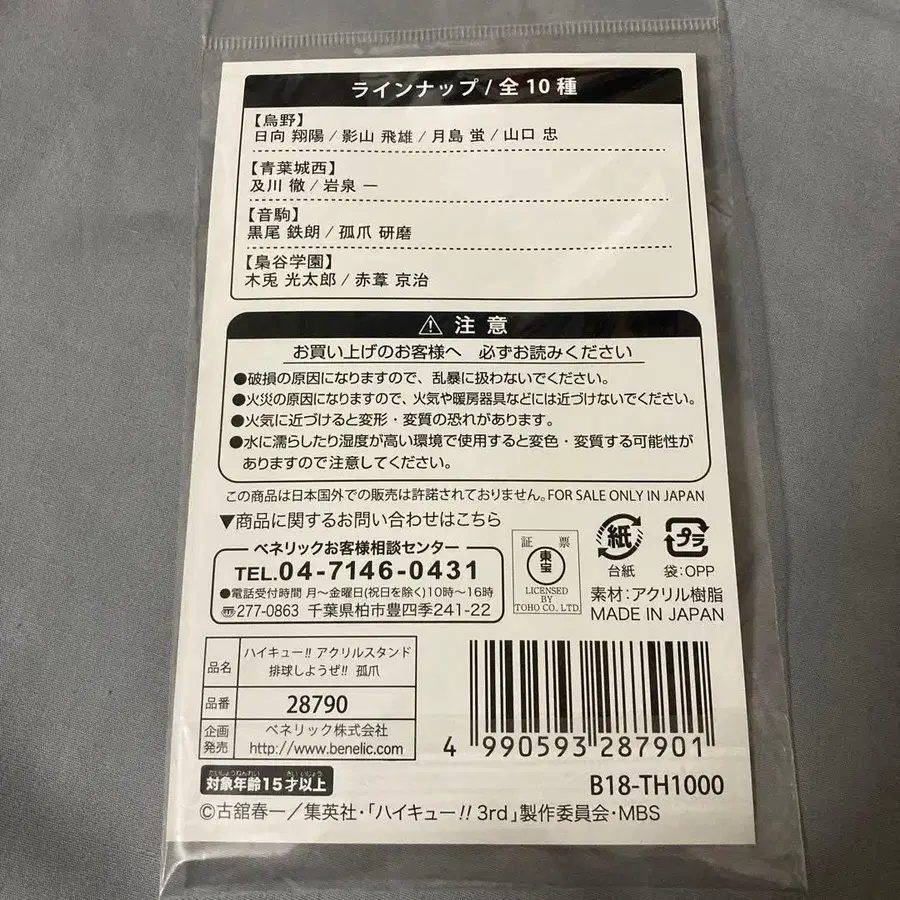 ラインナップ/全10種
【烏野】
日向 翔陽/影山 飛雄/月島 蛍/山口 忠
【青葉城西】
及川 徹/岩泉 一
【音駒】
黒尾 鉄朗/孤爪 研磨
【梟谷学園】
木兎 光太郎/赤葦 京治
注意
お買い上げのお客様へ 必ずお読みください
●破損の原因になりますので、乱暴に扱わないでください。
●火災の原因になりますので、火気や暖房器具などには近づけないでください。
●火気に近づけると変形・変質の恐れがあります。
●水に濡らしたり湿度が高い環境で使用すると変色・変質する可能性が
ありますので注意してください。
この商品は日本国外での販売は許諾されておりません。FOR SALE ONLY IN JAPAN
▼商品に関するお問い合わせはこちら
ベネリックお客様相談センター
TEL.04-7146-0431
●電話受付時間 月～金曜日(祝日を除く)10時～16時
〠277-0863 千葉県柏市豊四季241-22
証票
東宝
LICENSED
BY
TOHO CO., LTD.
紙
台紙
プラ
袋:OPP
素材:アクリル樹脂
MADE IN JAPAN
品名
ハイキュー!! アクリルスタンド
排球しようぜ!! 孤爪
品番
28790
企画
発売
ベネリック株式会社
http://www.benelic.com
4 990593 287901
たいしょうねんれい さい いじょう
対象年齢15才以上
B18-TH1000
©古舘春一/集英社・「ハイキュー!! 3rd」製作委員会・MBS